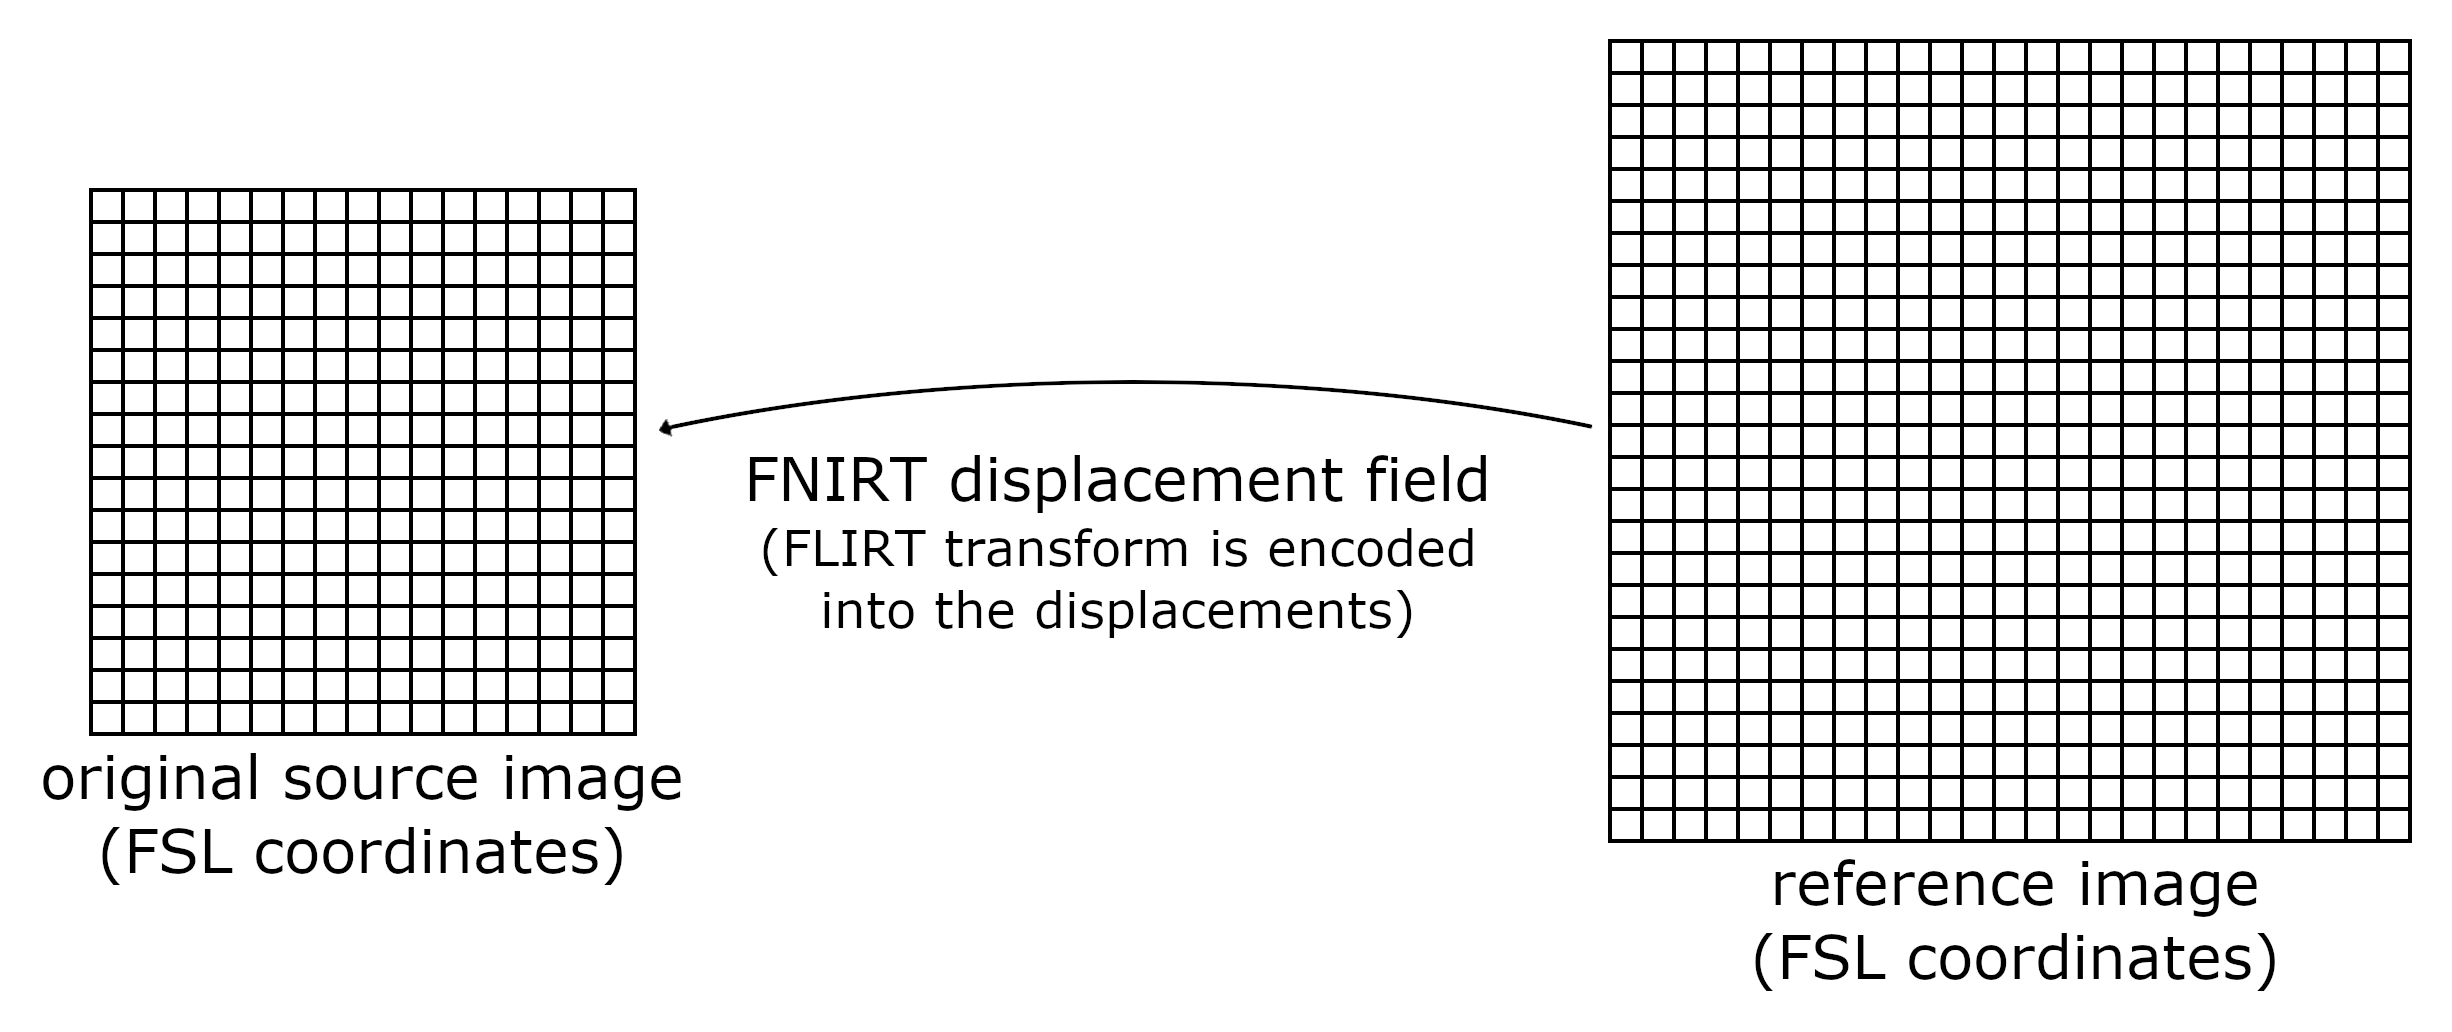 FNIRT displacement field
(FLIRT transform is encoded
into the displacements)
original source image
(FSL coordinates)
reference image
(FSL coordinates)